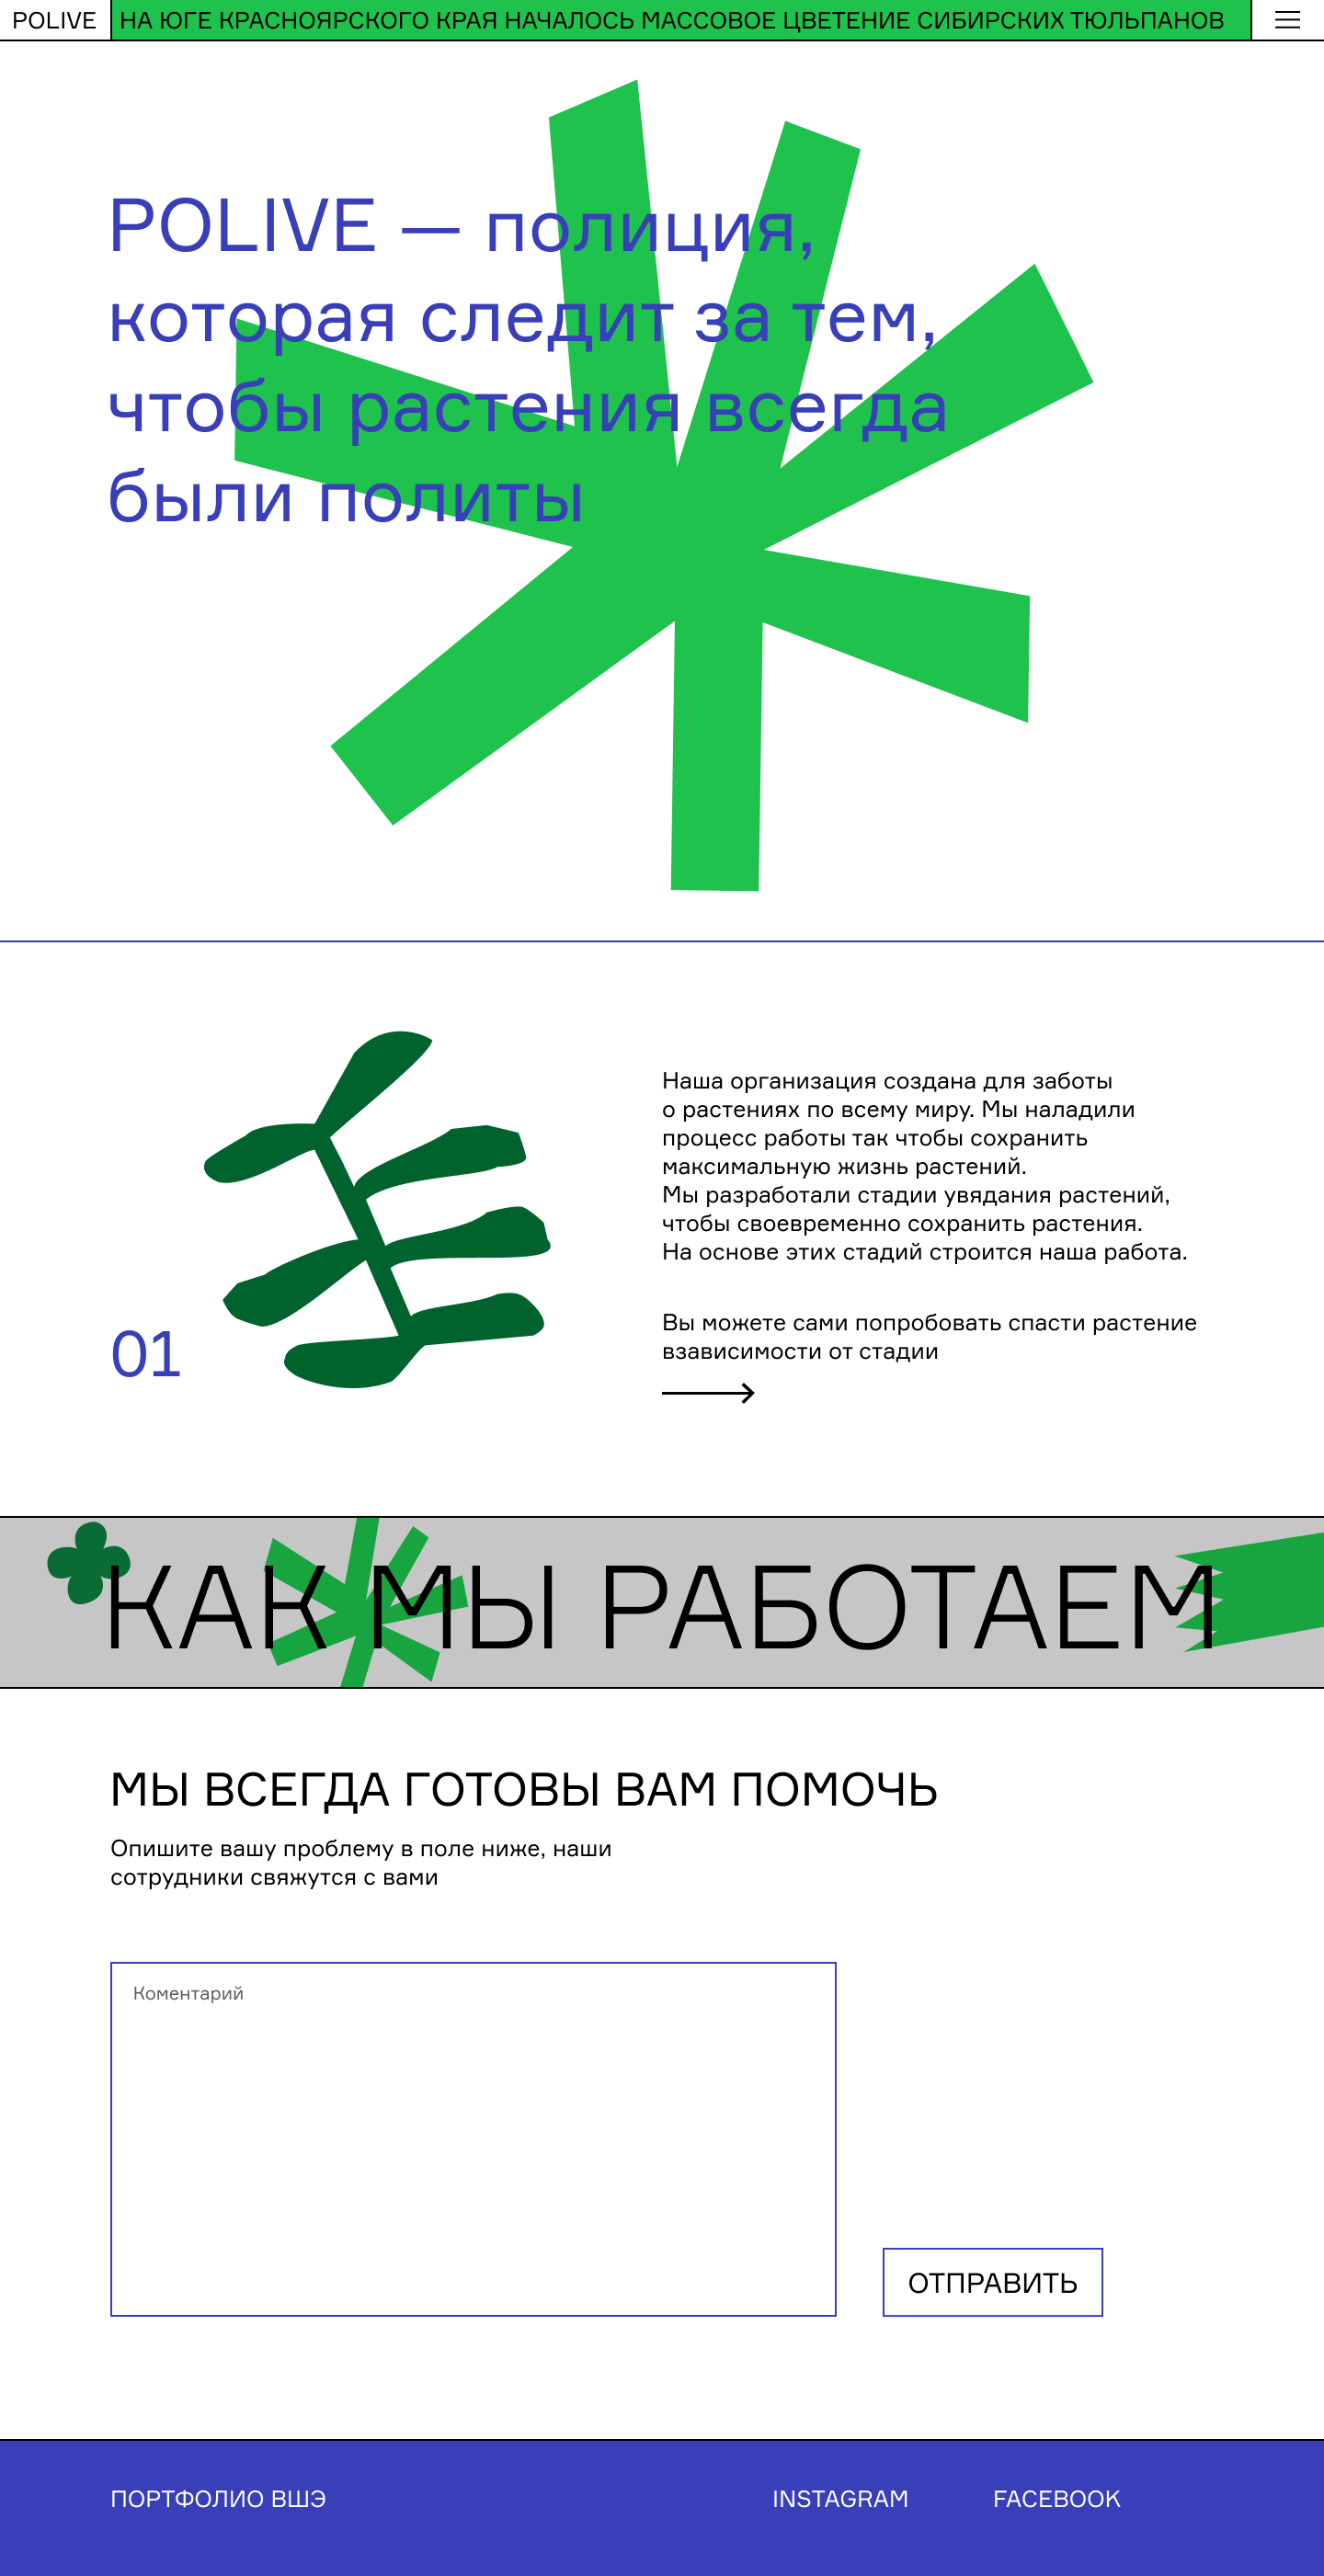 POLIVE
НА ЮГЕ КРАСНОЯРСКОГО КРАЯ НАЧАЛОСЬ МАССОВОЕ ЦВЕТЕНИЕ СИБИРСКИХ ТЮЛЬПАНОВ
POLIVE — полиция,
которая следит за тем,
чтобы растения всегда
были политы
Наша организация создана для заботы
о растениях по всему миру. Мы наладили
процесс работы так чтобы сохранить
максимальную жизнь растений.
Мы разработали стадии увядания растений,
чтобы своевременно сохранить растения.
На основе этих стадий строится наша работа.
01
Вы можете сами попробовать спасти растение
взависимости от стадии
КАК МЫ РАБОТАЕМ
МЫ ВСЕГДА ГОТОВЫ ВАМ ПОМОЧЬ
Опишите вашу проблему в поле ниже, наши
сотрудники свяжутся с вами
Коментарий
ОТПРАВИТЬ
ПОРТФОЛИО ВШЭ
INSTAGRAM
FACEBOOK